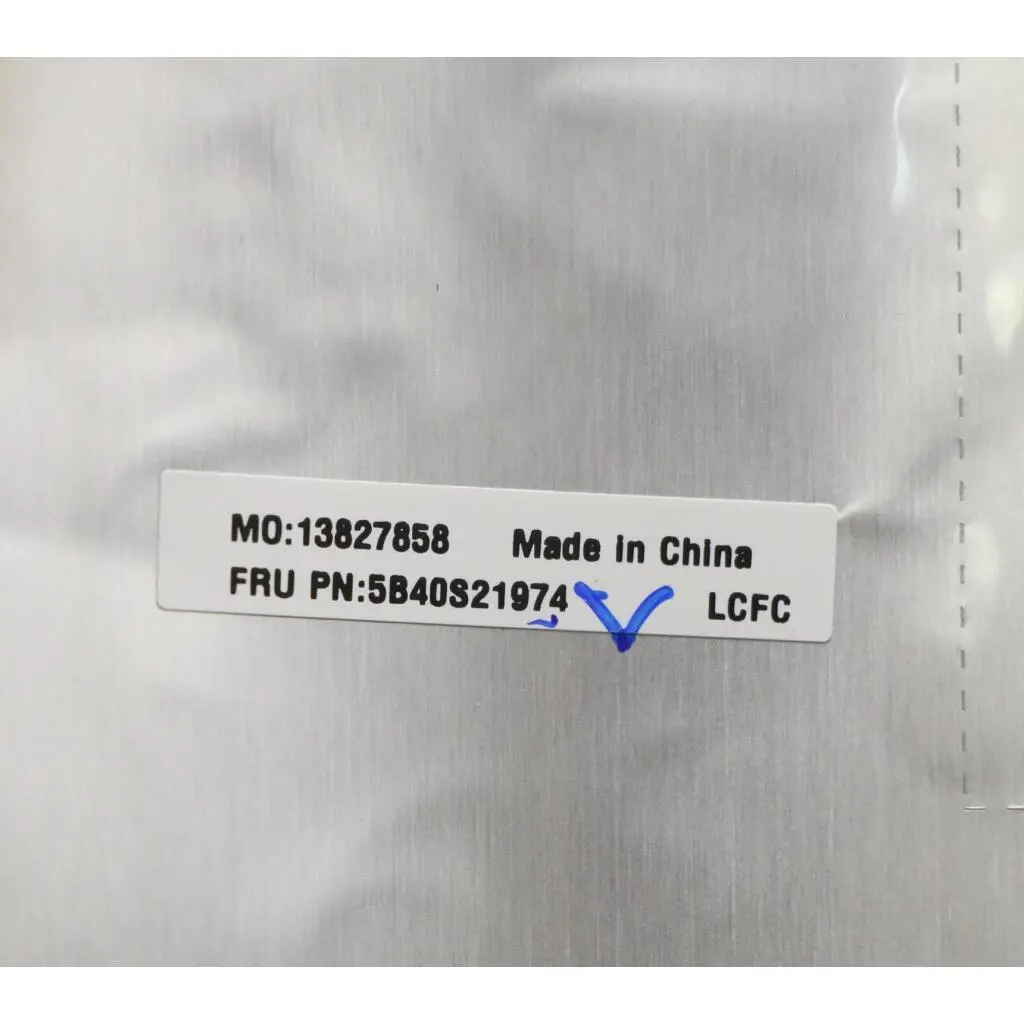 MO:13827858 Made in China
FRU PN:5B40S21974 LCFC